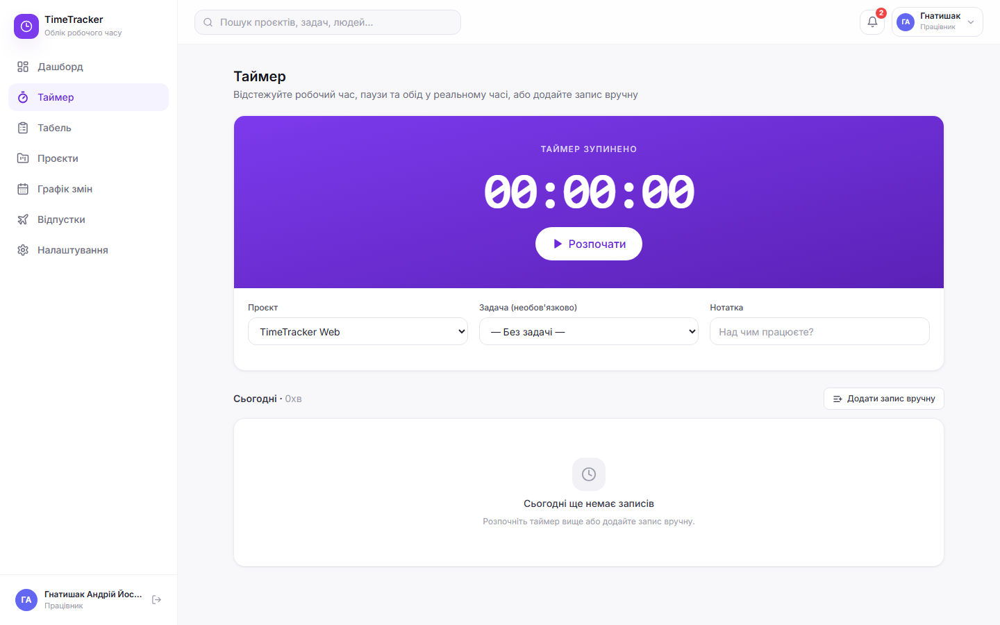 TimeTracker
Облік робочого часу
Дашборд
Таймер
Табель
Проєкти
Графік змін
Відпустки
Налаштування
ГА
Гнатишак Андрій Йос...
Працівник
Пошук проєктів, задач, людей...
2
ГА
Гнатишак
Працівник
Таймер
Відстежуйте робочий час, паузи та обід у реальному часі, або додайте запис вручну
ТАЙМЕР ЗУПИНЕНО
00:00:00
Розпочати
Проєкт
TimeTracker Web
Задача (необов'язково)
— Без задачі —
Нотатка
Над чим працюєте?
Сьогодні · 0хв
Додати запис вручну
Сьогодні ще немає записів
Розпочніть таймер вище або додайте запис вручну.